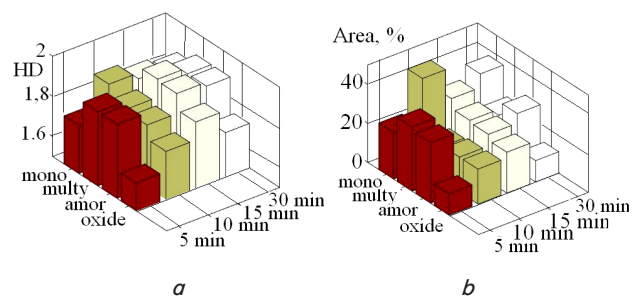 2
HD
1,8
1.6
mono
multy
amor
oxide
5 min
10 min
15 min
30 min
a
Area, %
40
20
0
mono
multy
amor
oxide
5 min
10 min
15 min
30 min
b